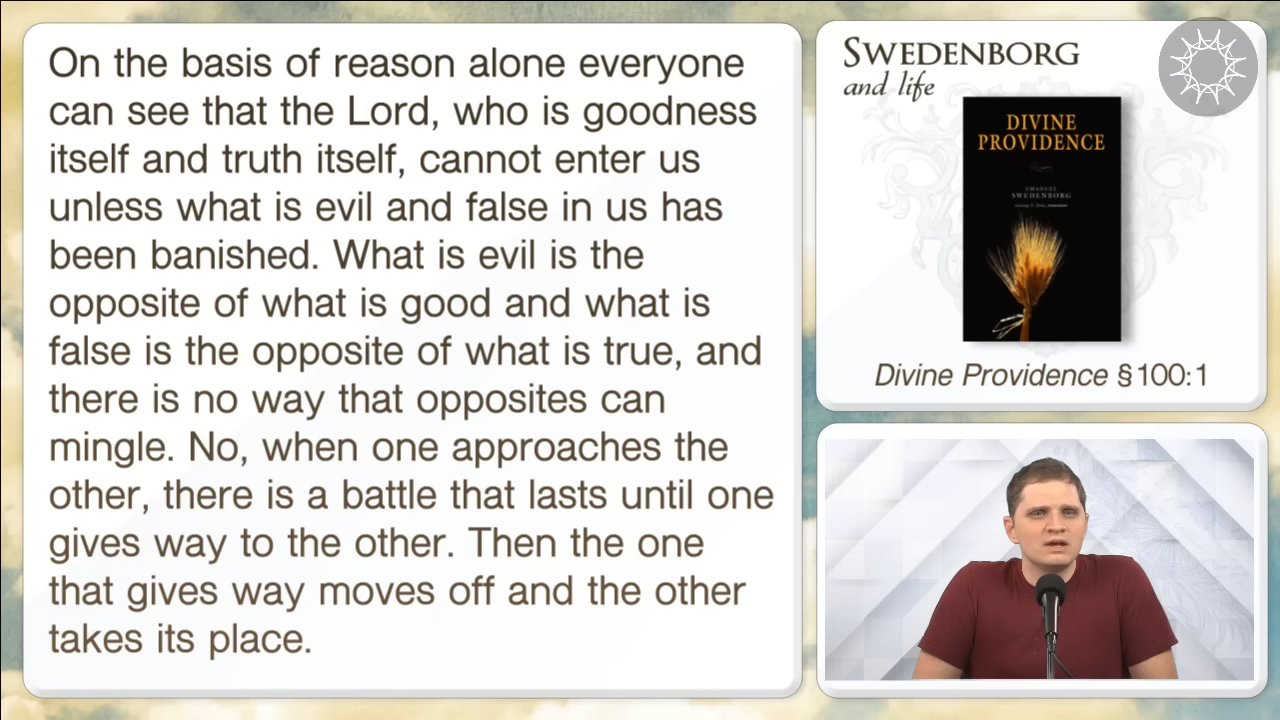 On the basis of reason alone everyone
can see that the Lord, who is goodness
itself and truth itself, cannot enter us
unless what is evil and false in us has
been banished. What is evil is the
opposite of what is good and what is
false is the opposite of what is true, and
there is no way that opposites can
mingle. No, when one approaches the
other, there is a battle that lasts until one
gives way to the other. Then the one
that gives way moves off and the other
takes its place.
SWEDENBORG
and life
DIVINE
PROVIDENCE
EMANUEL
SWEDENBORG
Divine Providence §100:1